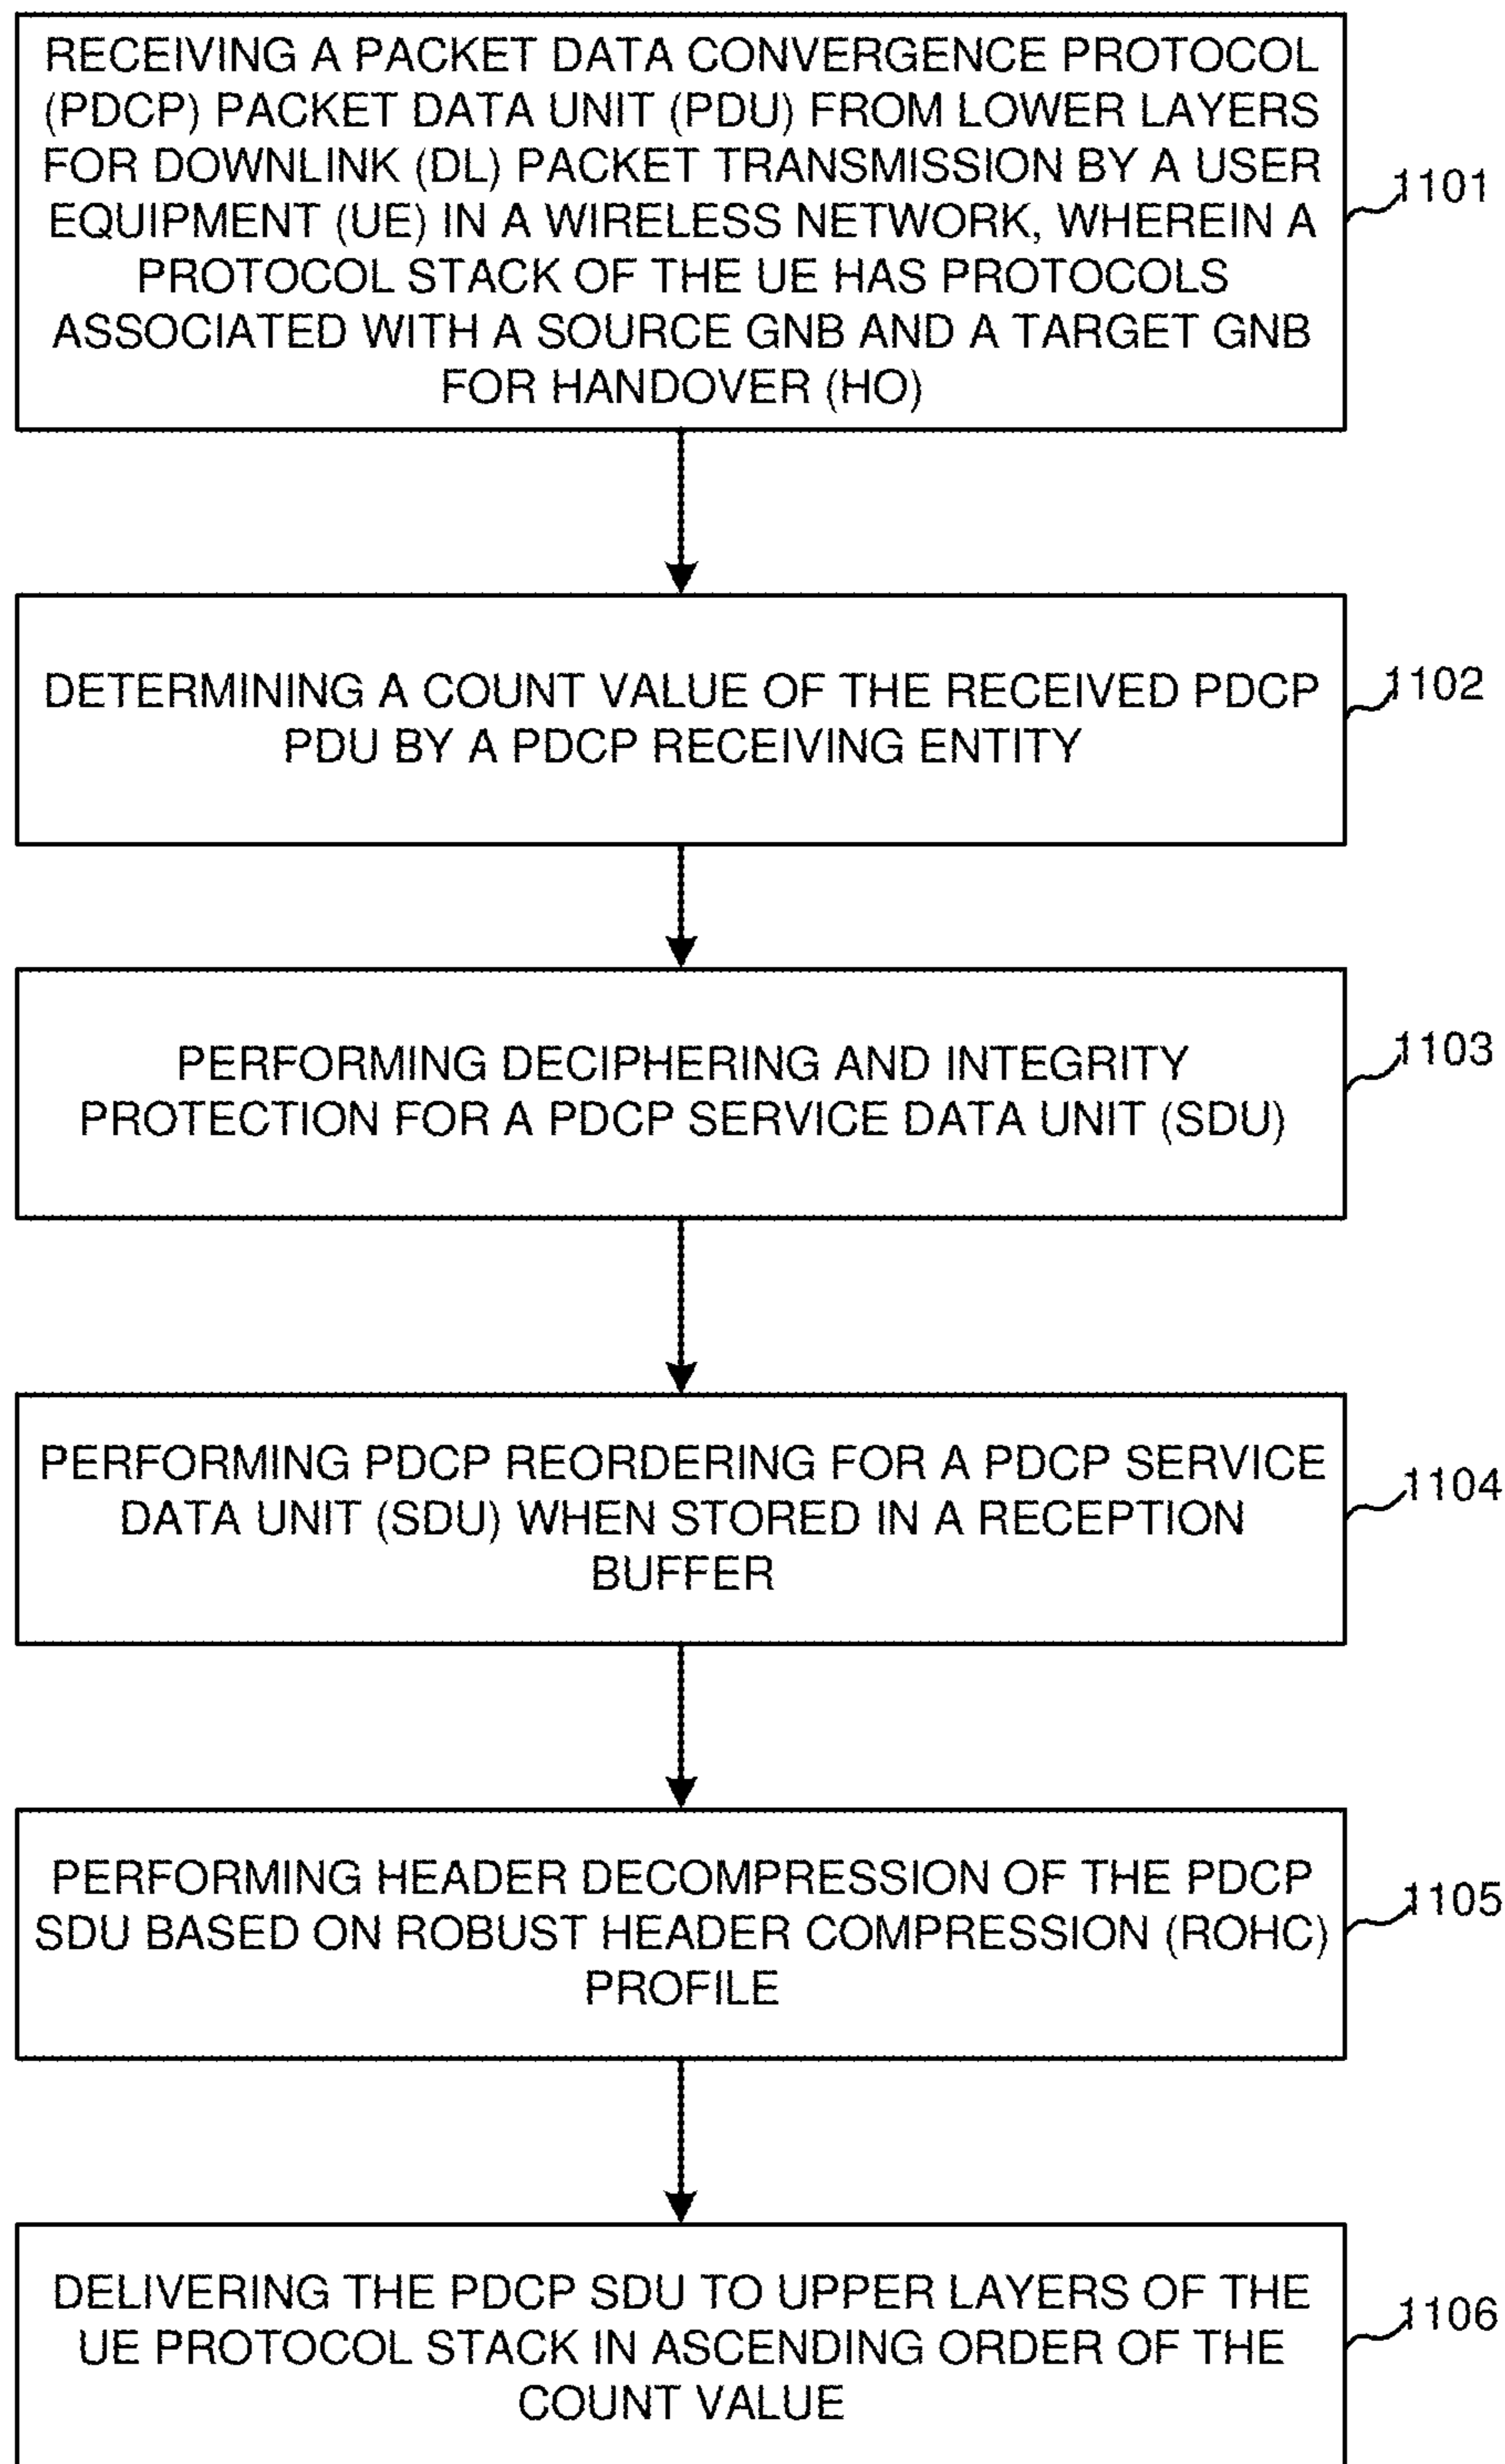 RECEIVING A PACKET DATA CONVERGENCE PROTOCOL
(PDCP) PACKET DATA UNIT (PDU) FROM LOWER LAYERS
FOR DOWNLINK (DL) PACKET TRANSMISSION BY A USER
EQUIPMENT (UE) IN A WIRELESS NETWORK, WHEREIN A
PROTOCOL STACK OF THE UE HAS PROTOCOLS
ASSOCIATED WITH A SOURCE GNB AND A TARGET GNB
FOR HANDOVER (HO)
1101
DETERMINING A COUNT VALUE OF THE RECEIVED PDCP
PDU BY A PDCP RECEIVING ENTITY
1102
PERFORMING DECIPHERING AND INTEGRITY
PROTECTION FOR A PDCP SERVICE DATA UNIT (SDU)
1103
PERFORMING PDCP REORDERING FOR A PDCP SERVICE
DATA UNIT (SDU) WHEN STORED IN A RECEPTION
BUFFER
1104
PERFORMING HEADER DECOMPRESSION OF THE PDCP
SDU BASED ON ROBUST HEADER COMPRESSION (ROHC)
PROFILE
1105
DELIVERING THE PDCP SDU TO UPPER LAYERS OF THE
UE PROTOCOL STACK IN ASCENDING ORDER OF THE
COUNT VALUE
1106